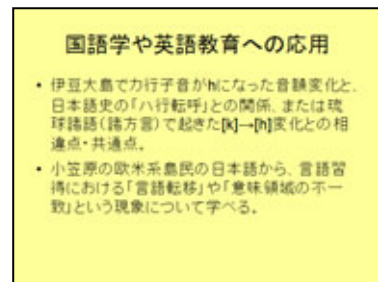 国語学や英語教育への応用
• 伊豆大島でカ行子音がhになった音韻変化と、
日本語史の「ハ行転呼」との関係、または琉
球諸語（諸方言）で起きた[k]→[h]変化との相
違点・共通点。
• 小笠原の欧米系島民の日本語から、言語習
得における「言語転移」や「意味領域の不一
致」という現象について学べる。